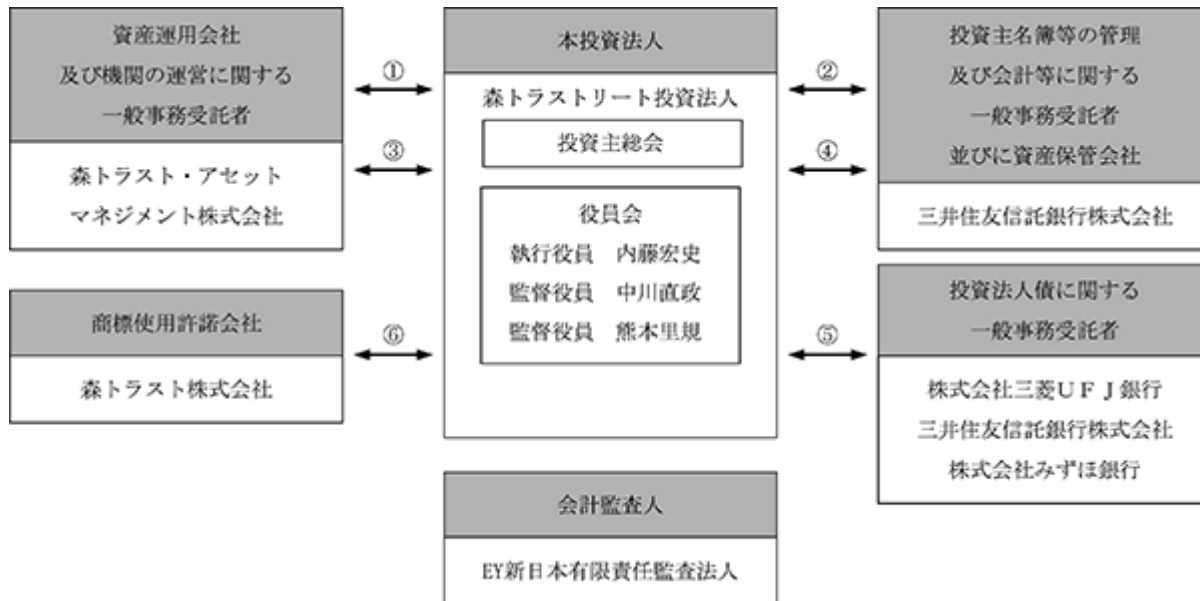 資産運用会社
及び機関の運営に関する
一般事務受託者
森トラスト・アセット
マネジメント株式会社
①
③
本投資法人
森トラストリート投資法人
投資主総会
役員会
執行役員　内藤宏史
監督役員　中川直政
監督役員　熊本里規
②
④
投資主名簿等の管理
及び会計等に関する
一般事務受託者
並びに資産保管会社
三井住友信託銀行株式会社
商標使用許諾会社
森トラスト株式会社
⑥
⑤
投資法人債に関する
一般事務受託者
株式会社三菱ＵＦＪ銀行
三井住友信託銀行株式会社
株式会社みずほ銀行
会計監査人
EY新日本有限責任監査法人